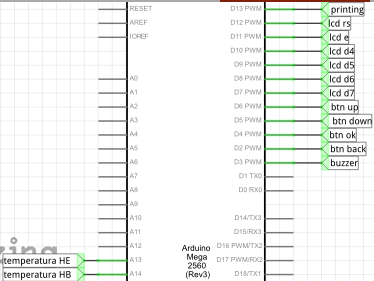 RESET D13 PWM printing
AREF D12 PWM lcd rs
IOREF D11 PWM lcd e
D10 PWM lcd d4
D9 PWM lcd d5
A0 D8 PWM lcd d6
A1 D7 PWM lcd d7
A2 D6 PWM btn up
A3 D5 PWM btn down
A4 D4 PWM btn ok
A5 D2 PWM btn back
A6 D3 PWM buzzer
A7 D1 TX0
A8 D0 RX0
A9
A10 D14/TX3
A11 D15/RX3
A12 D16 PWM/TX2
temperatura HE A13 D17 PWM/RX2
temperatura HB A14 D18/TX1
Arduino
Mega
2560
(Rev3)